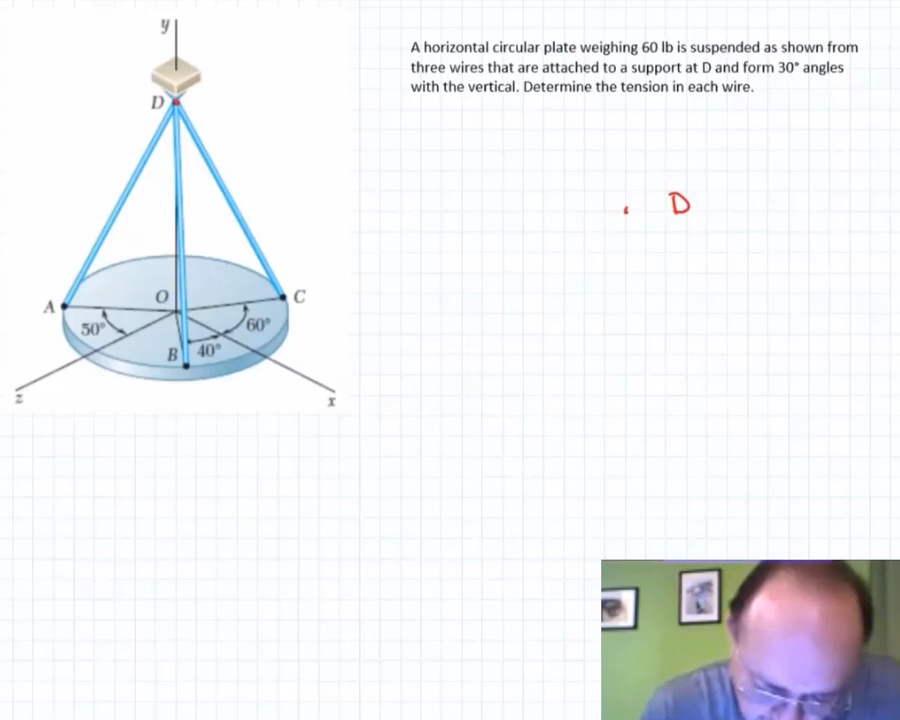 y
A horizontal circular plate weighing 60 lb is suspended as shown from
three wires that are attached to a support at D and form 30° angles
with the vertical. Determine the tension in each wire.
D
D
A
O
C
50°
60°
B
40°
z
x